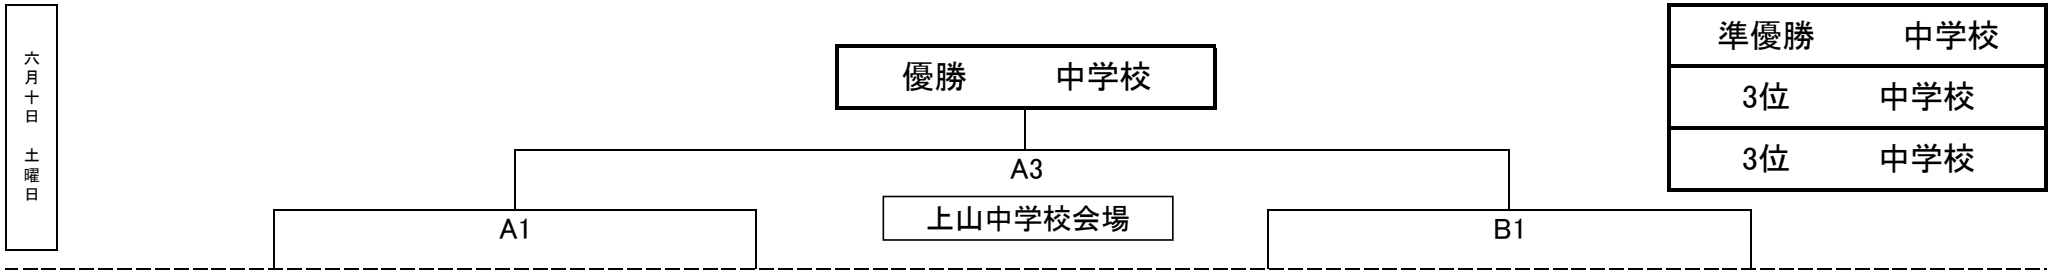 六月十日　土曜日
優勝　　　中学校
準優勝　　　中学校
3位　　　中学校
3位　　　中学校
A3
上山中学校会場
A1
B1